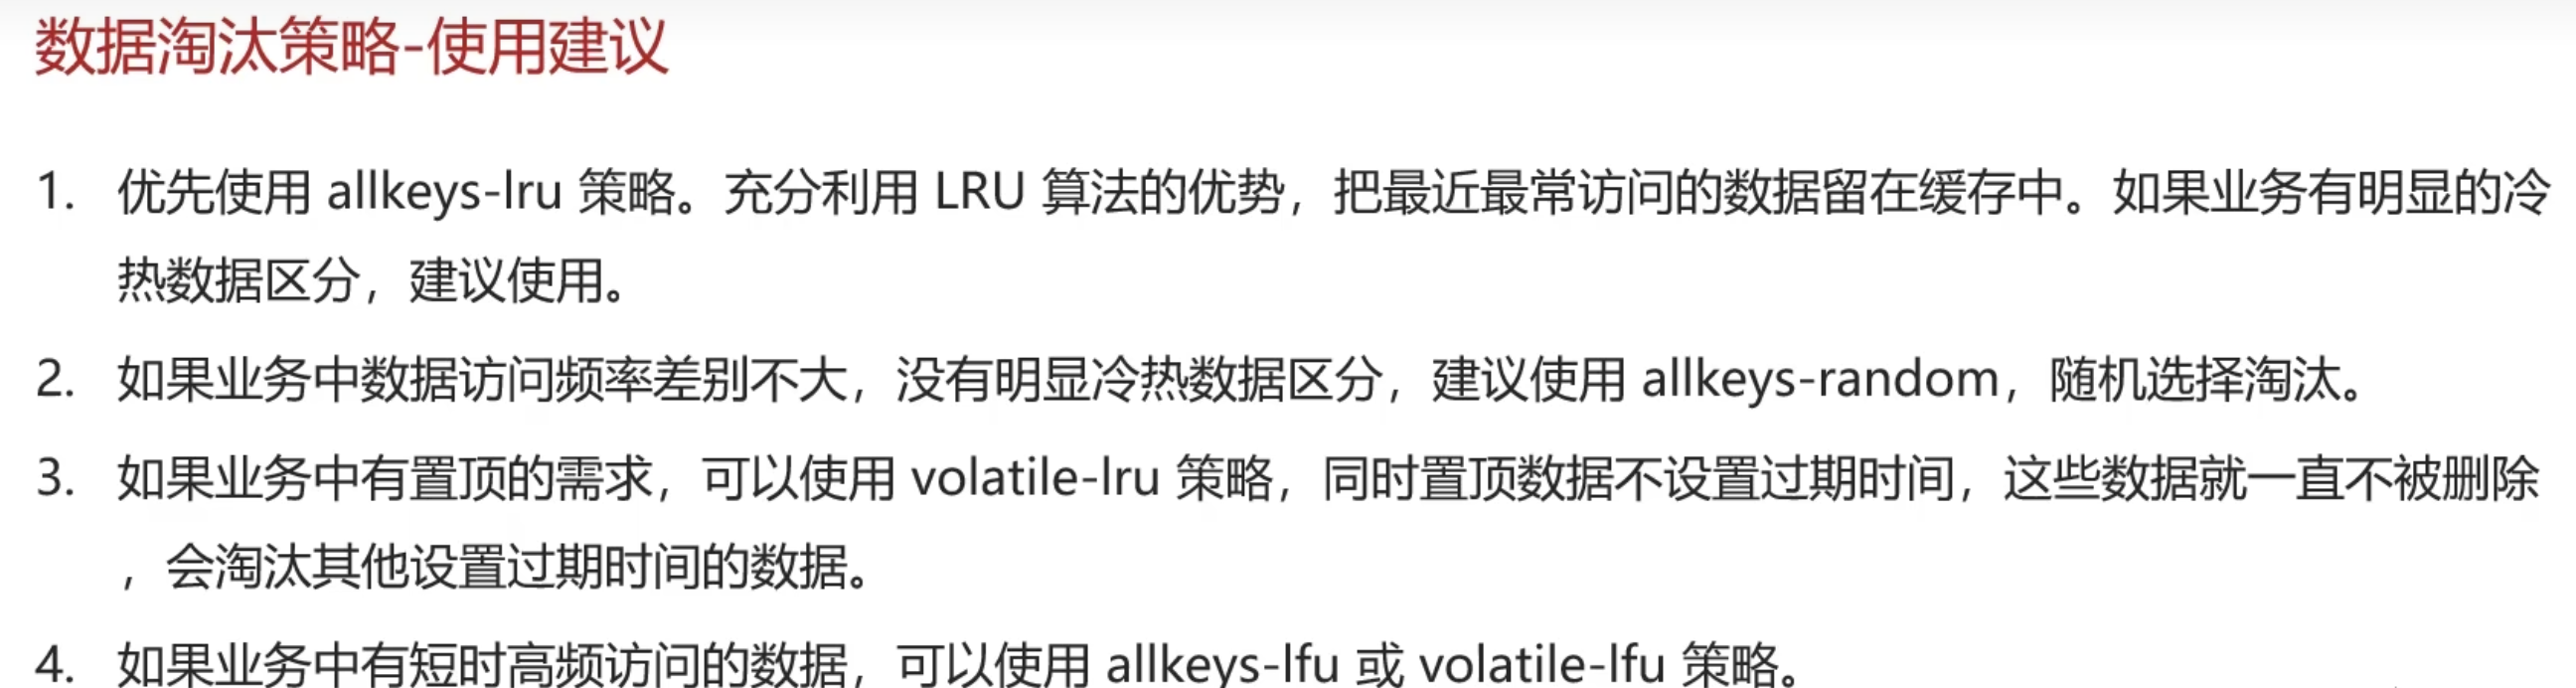 数据淘汰策略-使用建议
1. 优先使用 allkeys-lru 策略。充分利用 LRU 算法的优势，把最近最常访问的数据留在缓存中。如果业务有明显的冷
热数据区分，建议使用。
2. 如果业务中数据访问频率差别不大，没有明显冷热数据区分，建议使用 allkeys-random，随机选择淘汰。
3. 如果业务中有置顶的需求，可以使用 volatile-lru 策略，同时置顶数据不设置过期时间，这些数据就一直不被删除
，会淘汰其他设置过期时间的数据。
4. 如果业务中有短时高频访问的数据，可以使用 allkeys-lfu 或 volatile-lfu 策略。